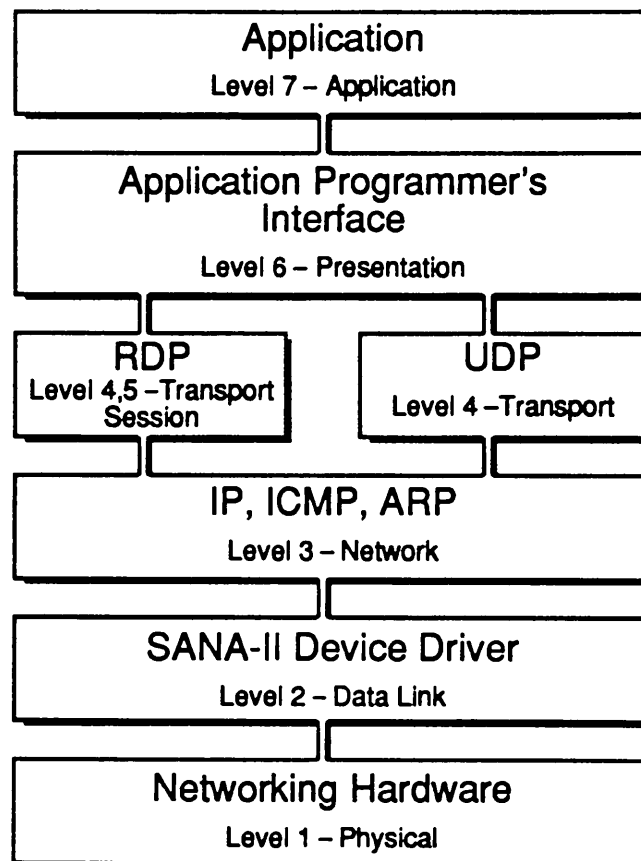 Application
Level 7 – Application
Application Programmer's
Interface
Level 6 – Presentation
RDP
Level 4,5 –Transport
Session
UDP
Level 4 –Transport
IP, ICMP, ARP
Level 3 – Network
SANA-II Device Driver
Level 2 – Data Link
Networking Hardware
Level 1 – Physical